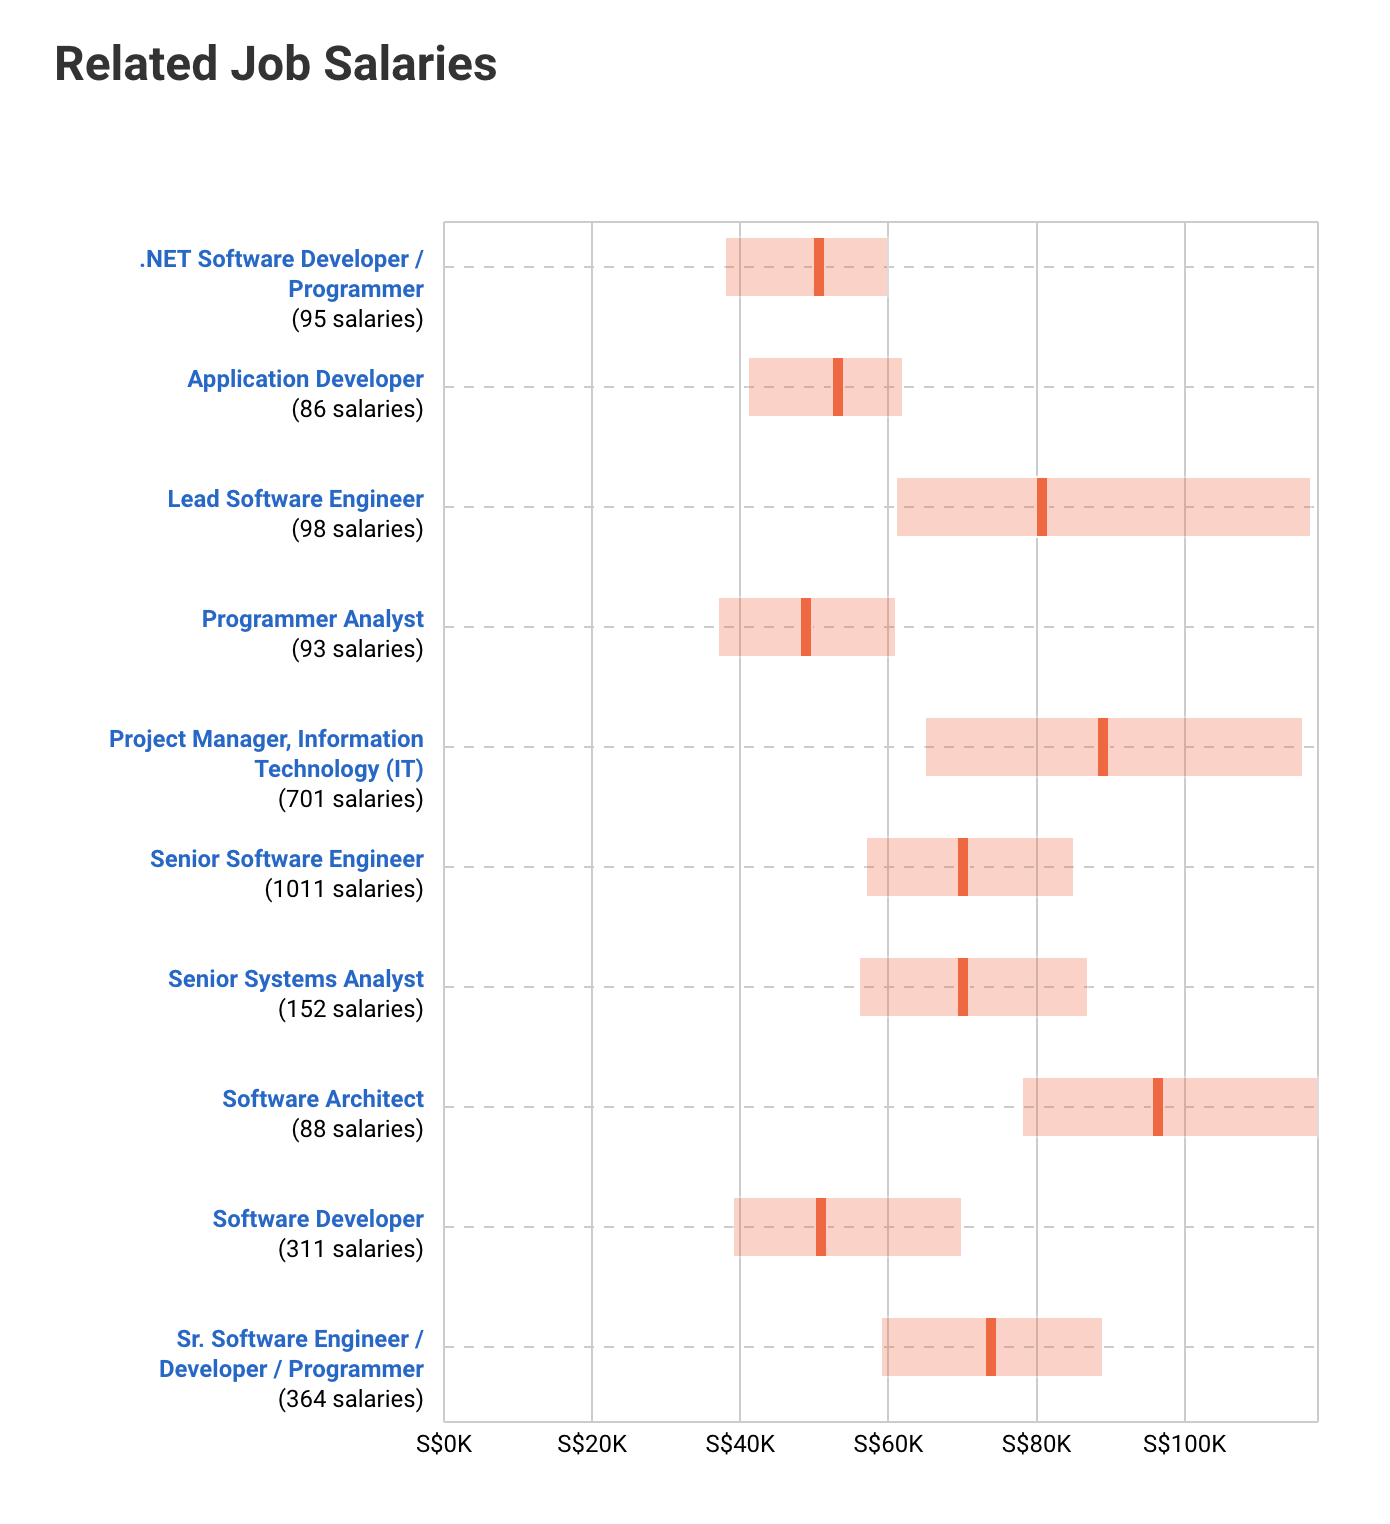 Related Job Salaries
.NET Software Developer /
Programmer
(95 salaries)
Application Developer
(86 salaries)
Lead Software Engineer
(98 salaries)
Programmer Analyst
(93 salaries)
Project Manager, Information
Technology (IT)
(701 salaries)
Senior Software Engineer
(1011 salaries)
Senior Systems Analyst
(152 salaries)
Software Architect
(88 salaries)
Software Developer
(311 salaries)
Sr. Software Engineer /
Developer / Programmer
(364 salaries)
S$0K S$20K S$40K S$60K S$80K S$100K